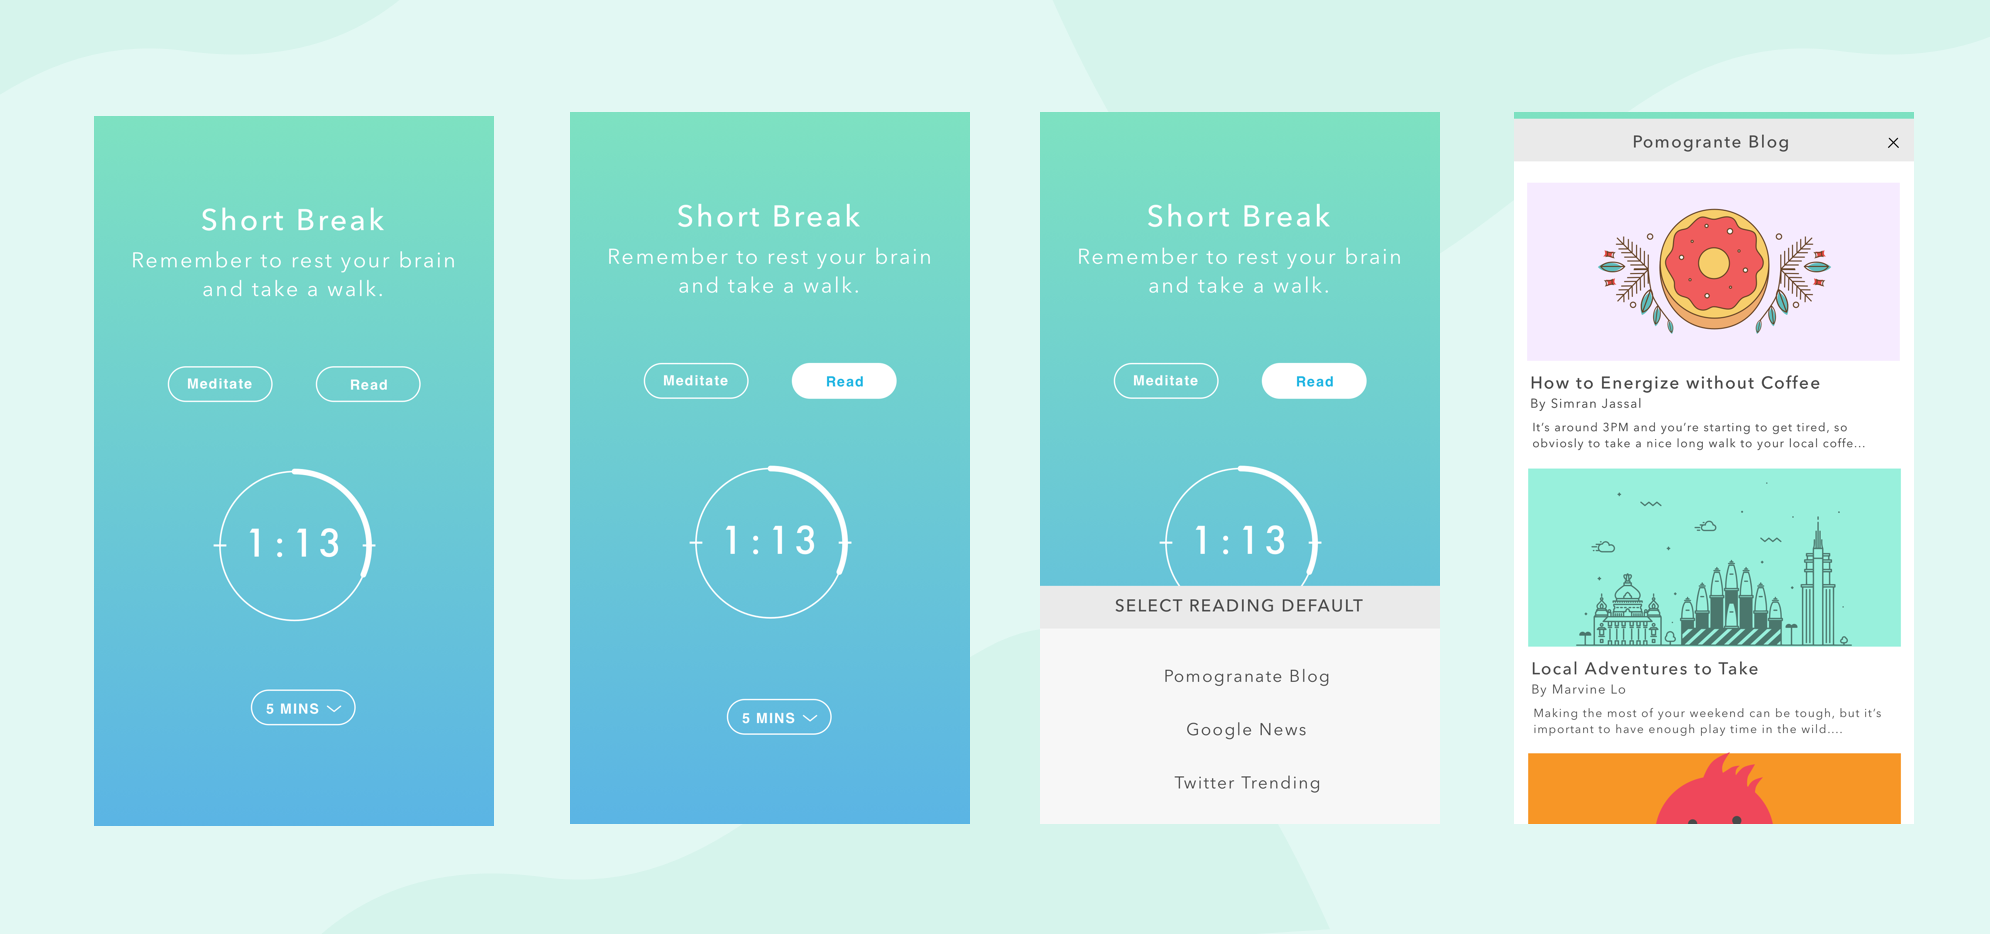 Short Break
Remember to rest your brain
and take a walk.
Meditate
Read
1:13
5 MINS
Short Break
Remember to rest your brain
and take a walk.
Meditate
Read
1:13
5 MINS
Short Break
Remember to rest your brain
and take a walk.
Meditate
Read
1:13
SELECT READING DEFAULT
Pomogranate Blog
Google News
Twitter Trending
Pomogrante Blog
How to Energize without Coffee
By Simran Jassal
It’s around 3PM and you’re starting to get tired, so
obviosly to take a nice long walk to your local coffe...
Local Adventures to Take
By Marvine Lo
Making the most of your weekend can be tough, but it’s
important to have enough play time in the wild....